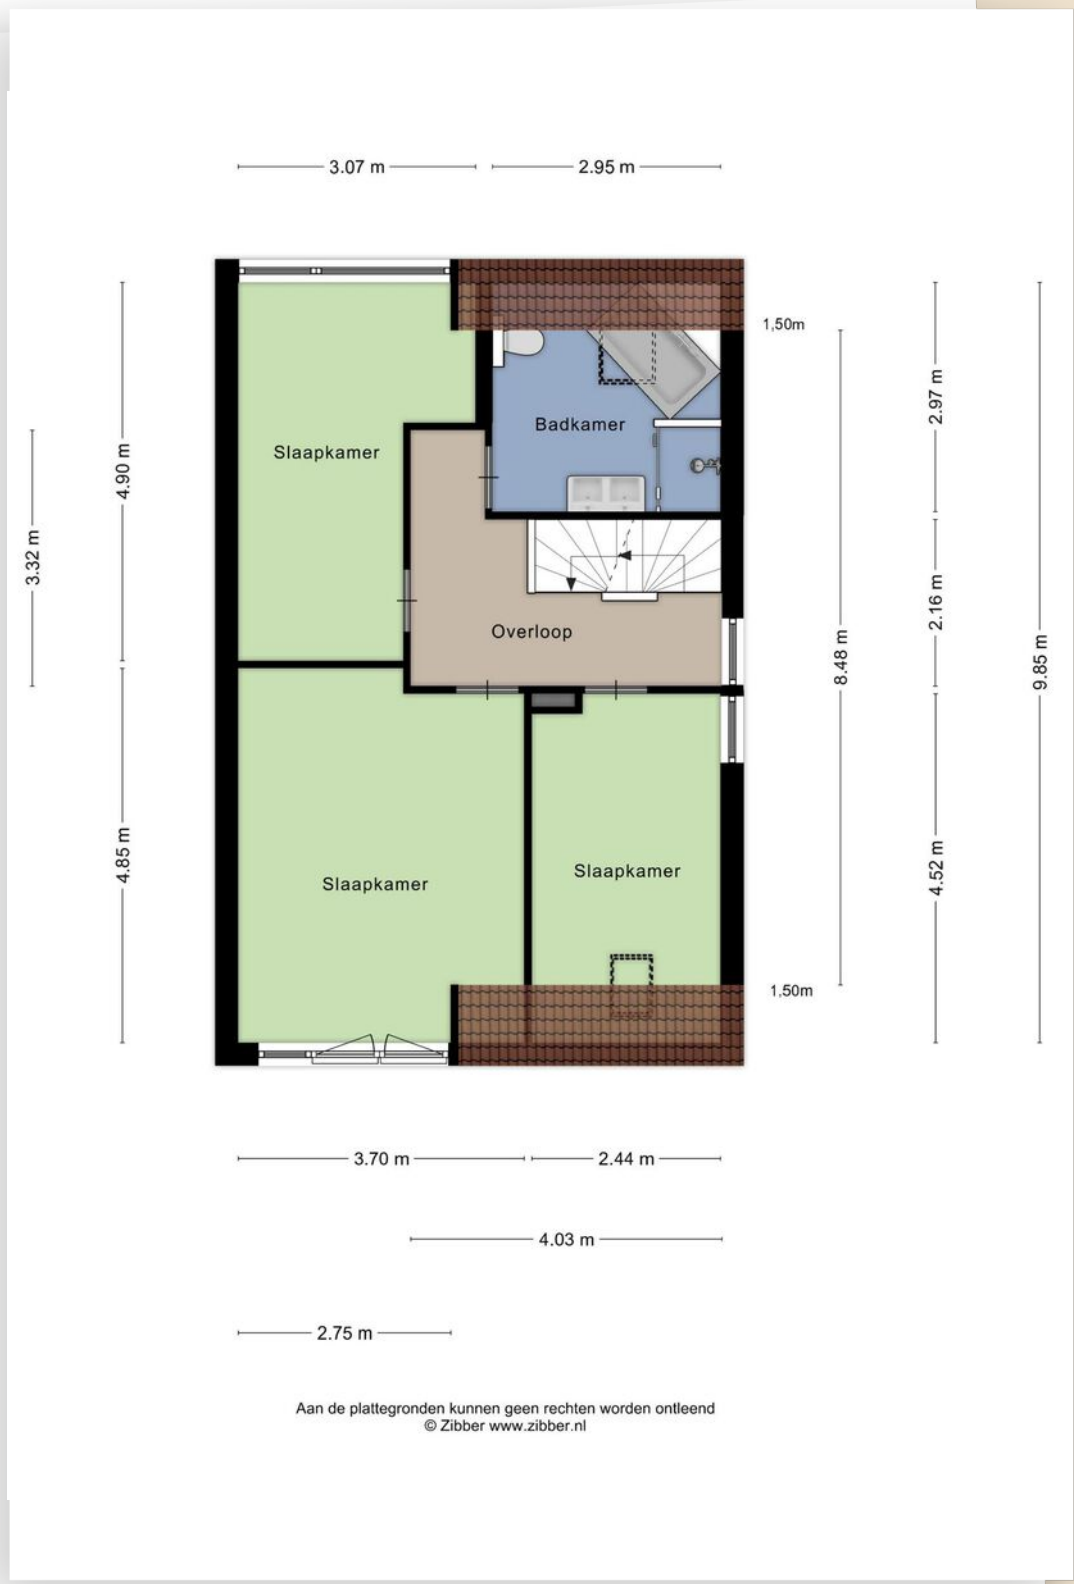 3.07 m
2.95 m
1,50m
2.97 m
4.90 m
Badkamer
Slaapkamer
3.32 m
2.16 m
Overloop
8.48 m
9.85 m
4.85 m
4.52 m
Slaapkamer
Slaapkamer
1,50m
3.70 m
2.44 m
4.03 m
2.75 m
Aan de plattegronden kunnen geen rechten worden ontleend
© Zibber www.zibber.nl